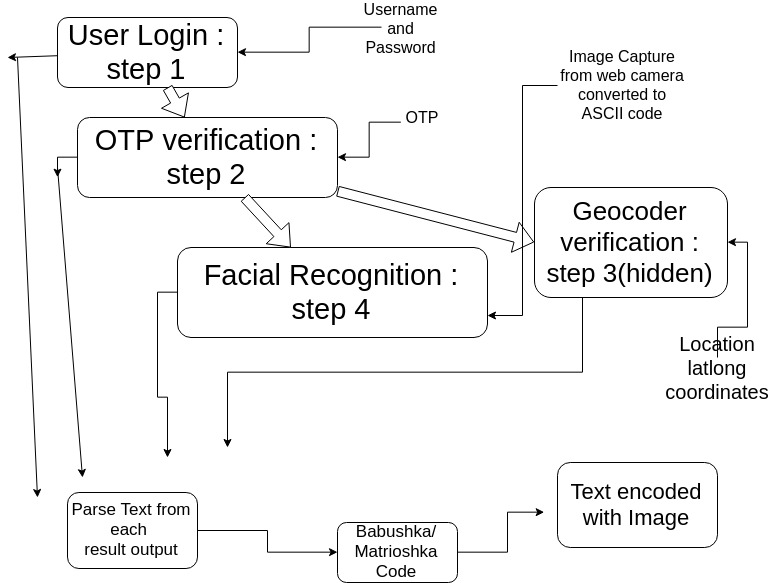 User Login :
step 1
Username
and
Password
Image Capture
from web camera
converted to
ASCII code
OTP verification :
step 2
OTP
Geocoder
verification :
step 3(hidden)
Facial Recognition :
step 4
Location
latlong
coordinates
Parse Text from
each
result output
Babushka/
Matrioshka
Code
Text encoded
with Image